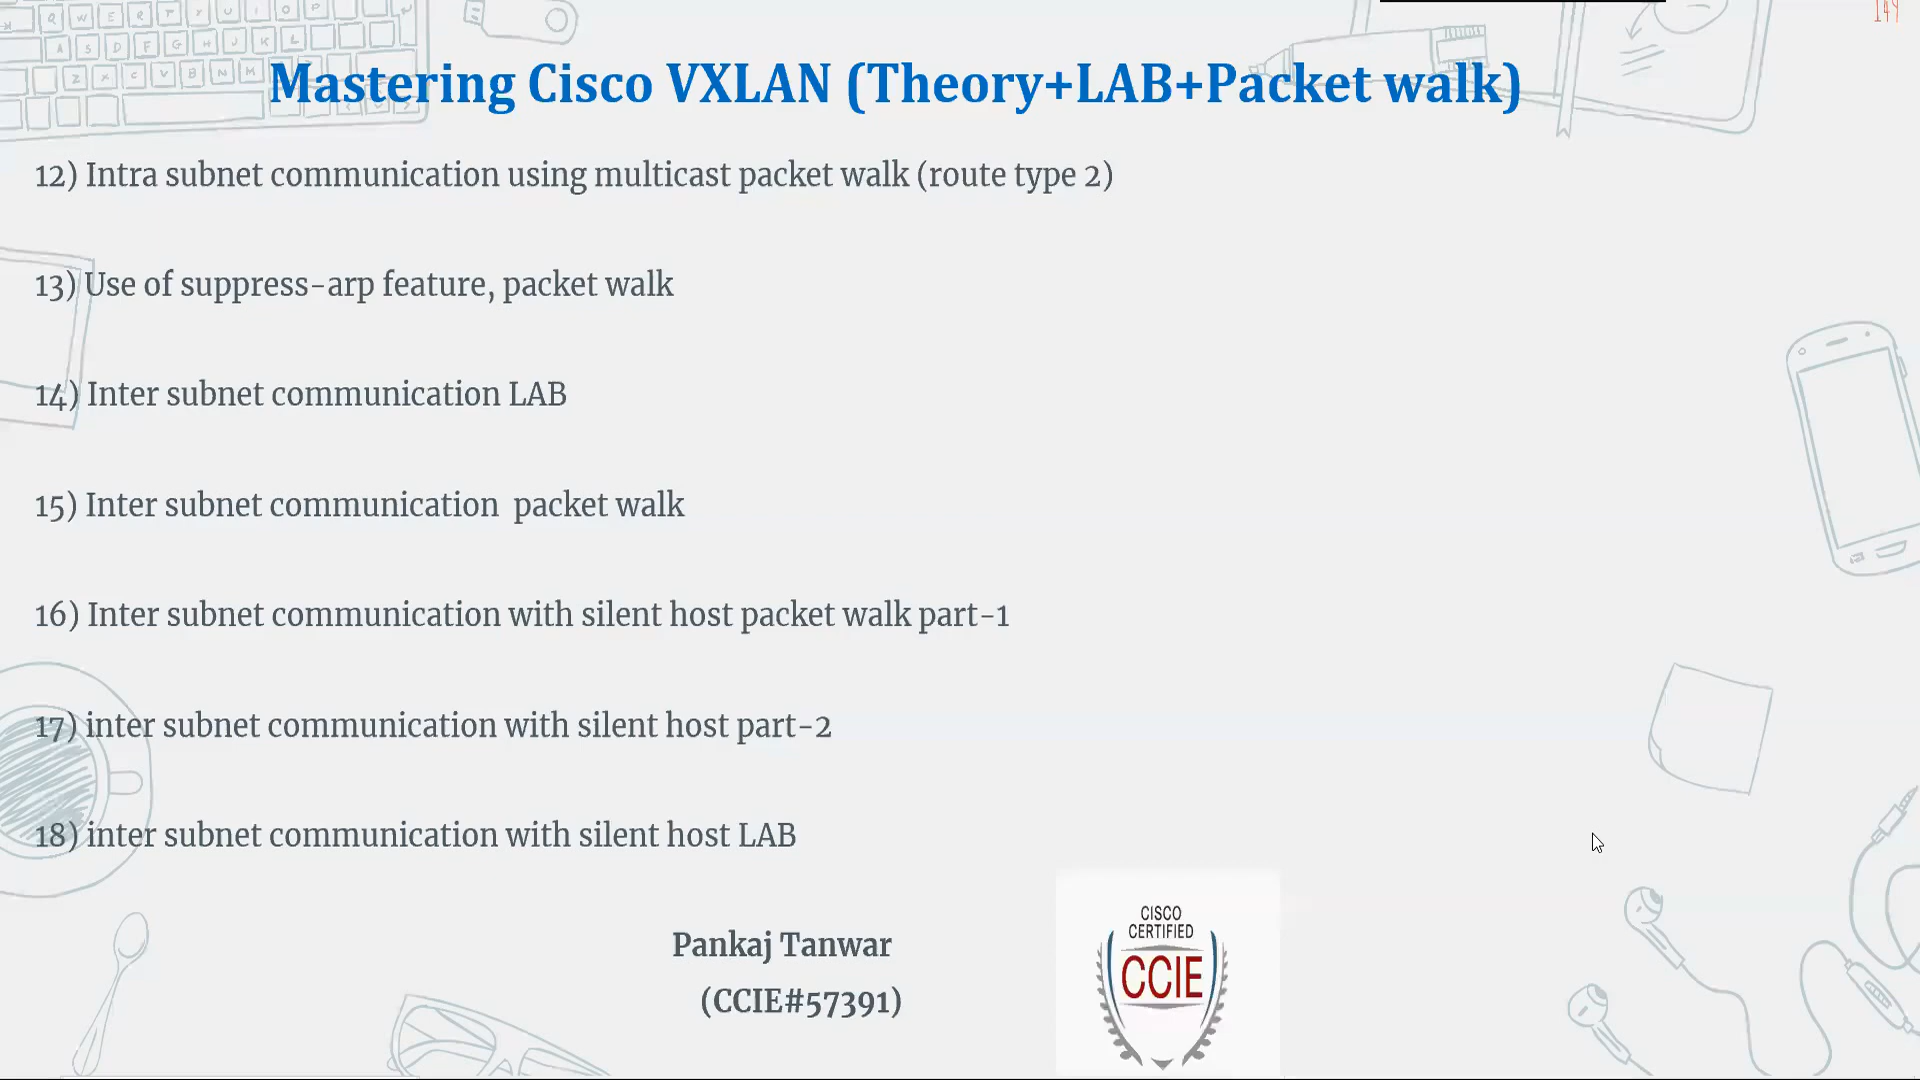 149
Mastering Cisco VXLAN (Theory+LAB+Packet walk)
12) Intra subnet communication using multicast packet walk (route type 2)
13) Use of suppress-arp feature, packet walk
14) Inter subnet communication LAB
15) Inter subnet communication  packet walk
16) Inter subnet communication with silent host packet walk part-1
17) inter subnet communication with silent host part-2
18) inter subnet communication with silent host LAB
Pankaj Tanwar
(CCIE#57391)
CISCO
CERTIFIED
CCIE